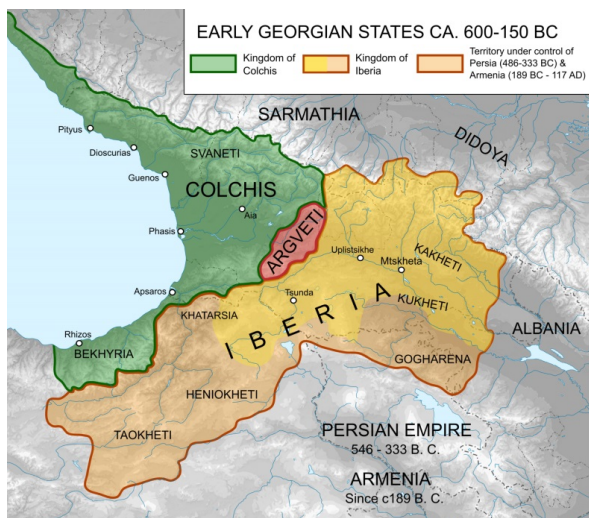 EARLY GEORGIAN STATES CA. 600-150 BC
Kingdom of
Colchis
Kingdom of
Iberia
Territory under control of
Persia (486-333 BC) &
Armenia (189 BC - 117 AD)
SARMATHIA
Pityus
DIDOYA
Dioscurias
SVANETI
Guenos
COLCHIS
Aia
Phasis
ARGVETI
Uplistsikhe
KAKHETI
Mtskheta
Apsaros
Tsunda
KUKHETI
KHATARSIA
IBERIA
ALBANIA
Rhizos
BEKHYRIA
GOGHARENA
HENIOKHETI
TAOKHETI
PERSIAN EMPIRE
546 - 333 B. C.
ARMENIA
Since c189 B. C.